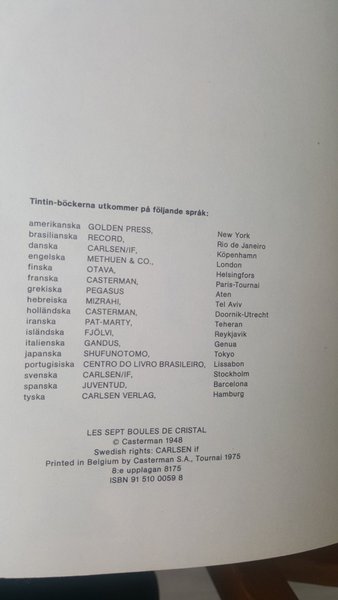 Tintin-böckerna utkommer på följande språk:
amerikanska GOLDEN PRESS, New York
brasilianska RECORD, Rio de Janeiro
danska CARLSEN/IF, Köpenhamn
engelska METHUEN & CO., London
finska OTAVA, Helsingfors
franska CASTERMAN, Paris-Tournai
grekiska PEGASUS Aten
hebreiska MIZRAHI, Tel Aviv
holländska CASTERMAN, Doornik-Utrecht
iranska PAT-MARTY, Teheran
isländska FJÖLVI, Reykjavik
italienska GANDUS, Genua
japanska SHUFUNOTOMO, Tokyo
portugisiska CENTRO DO LIVRO BRASILEIRO, Lissabon
svenska CARLSEN/IF, Stockholm
spanska JUVENTUD, Barcelona
tyska CARLSEN VERLAG, Hamburg
LES SEPT BOULES DE CRISTAL
© Casterman 1948
Swedish rights: CARLSEN if
Printed in Belgium by Casterman S.A., Tournai 1975
8:e upplagan 8175
ISBN 91 510 0059 8